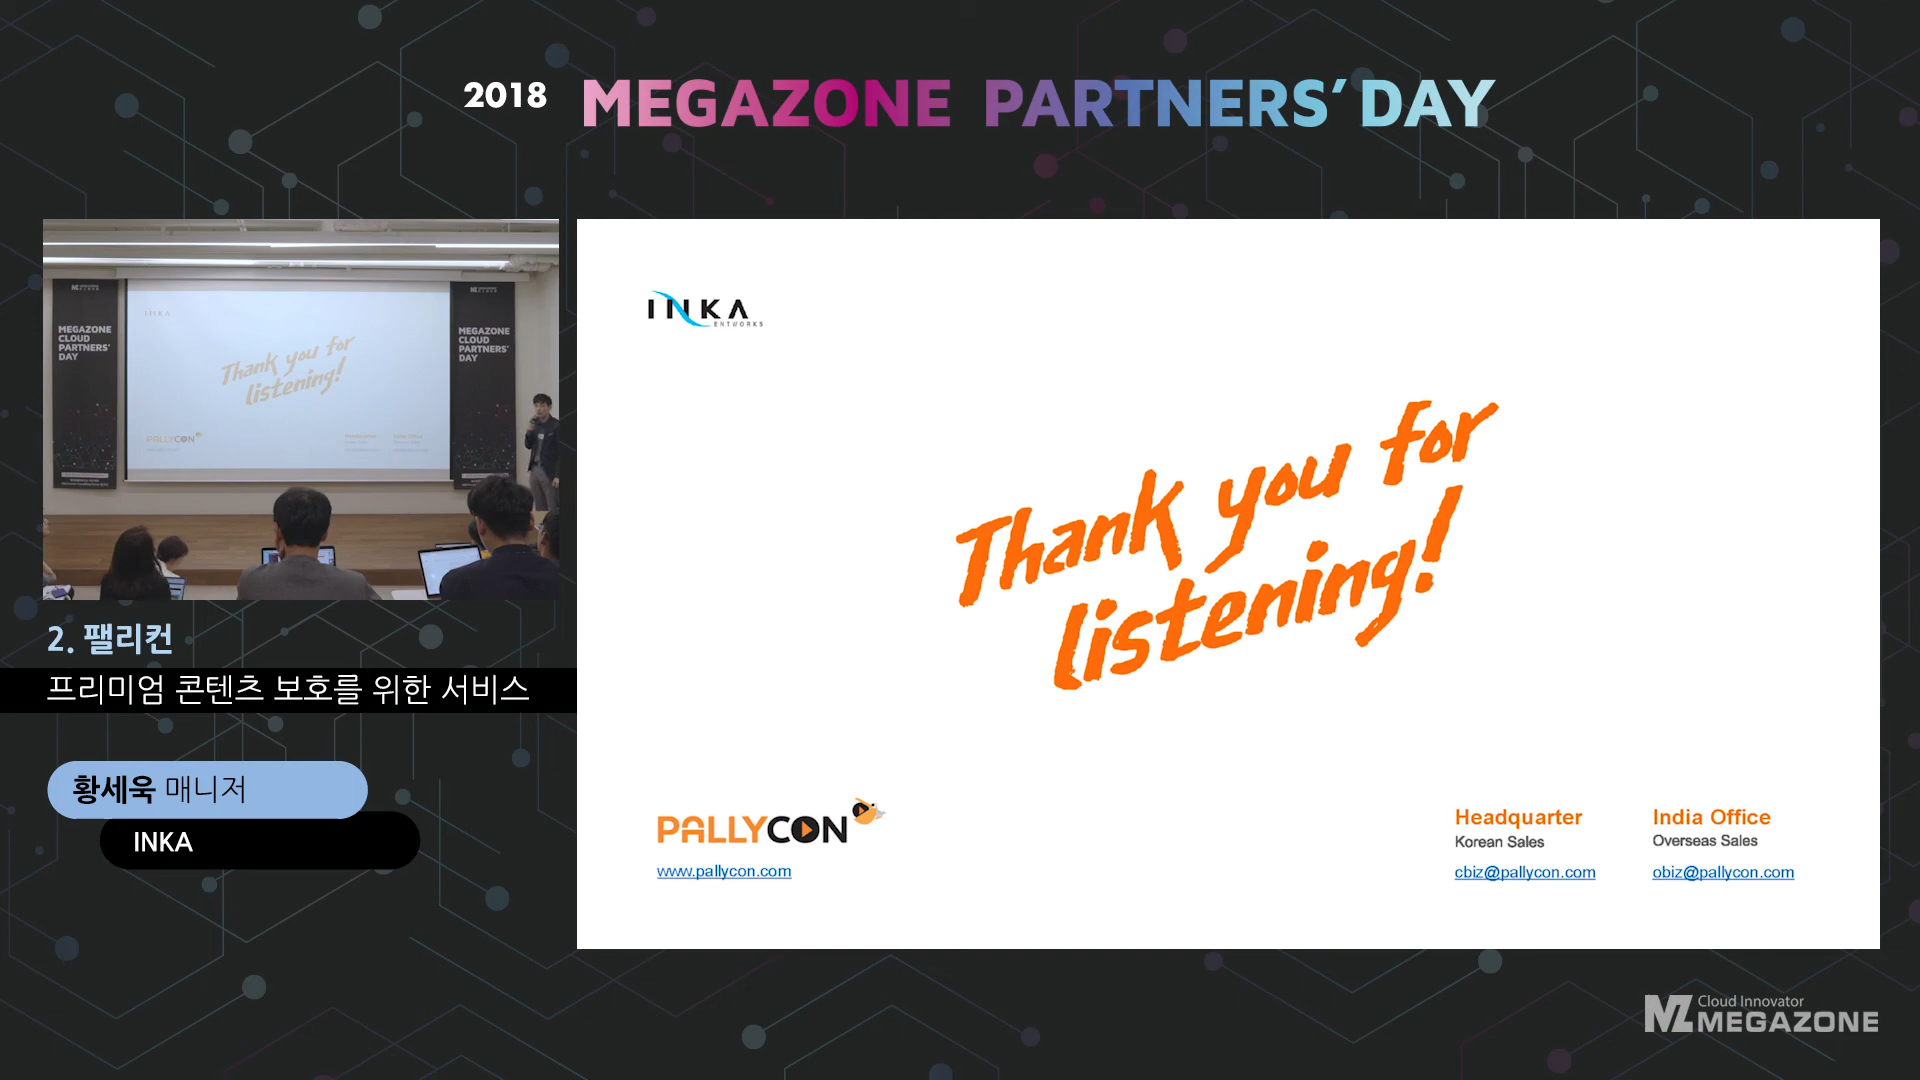 2018 MEGAZONE PARTNERS’ DAY
MEGAZONE
CLOUD
PARTNERS'
DAY
INKA
Thank you for
listening!
PALLYCON
MEGAZONE
CLOUD
PARTNERS'
DAY
2. 팰리컨
프리미엄 콘텐츠 보호를 위한 서비스
황세욱 매니저
INKA
INKA
ENTWORKS
Thank you for
listening!
PALLYCON
www.pallycon.com
Headquarter
Korean Sales
cbiz@pallycon.com
India Office
Overseas Sales
obiz@pallycon.com
MZ Cloud Innovator
MEGAZONE